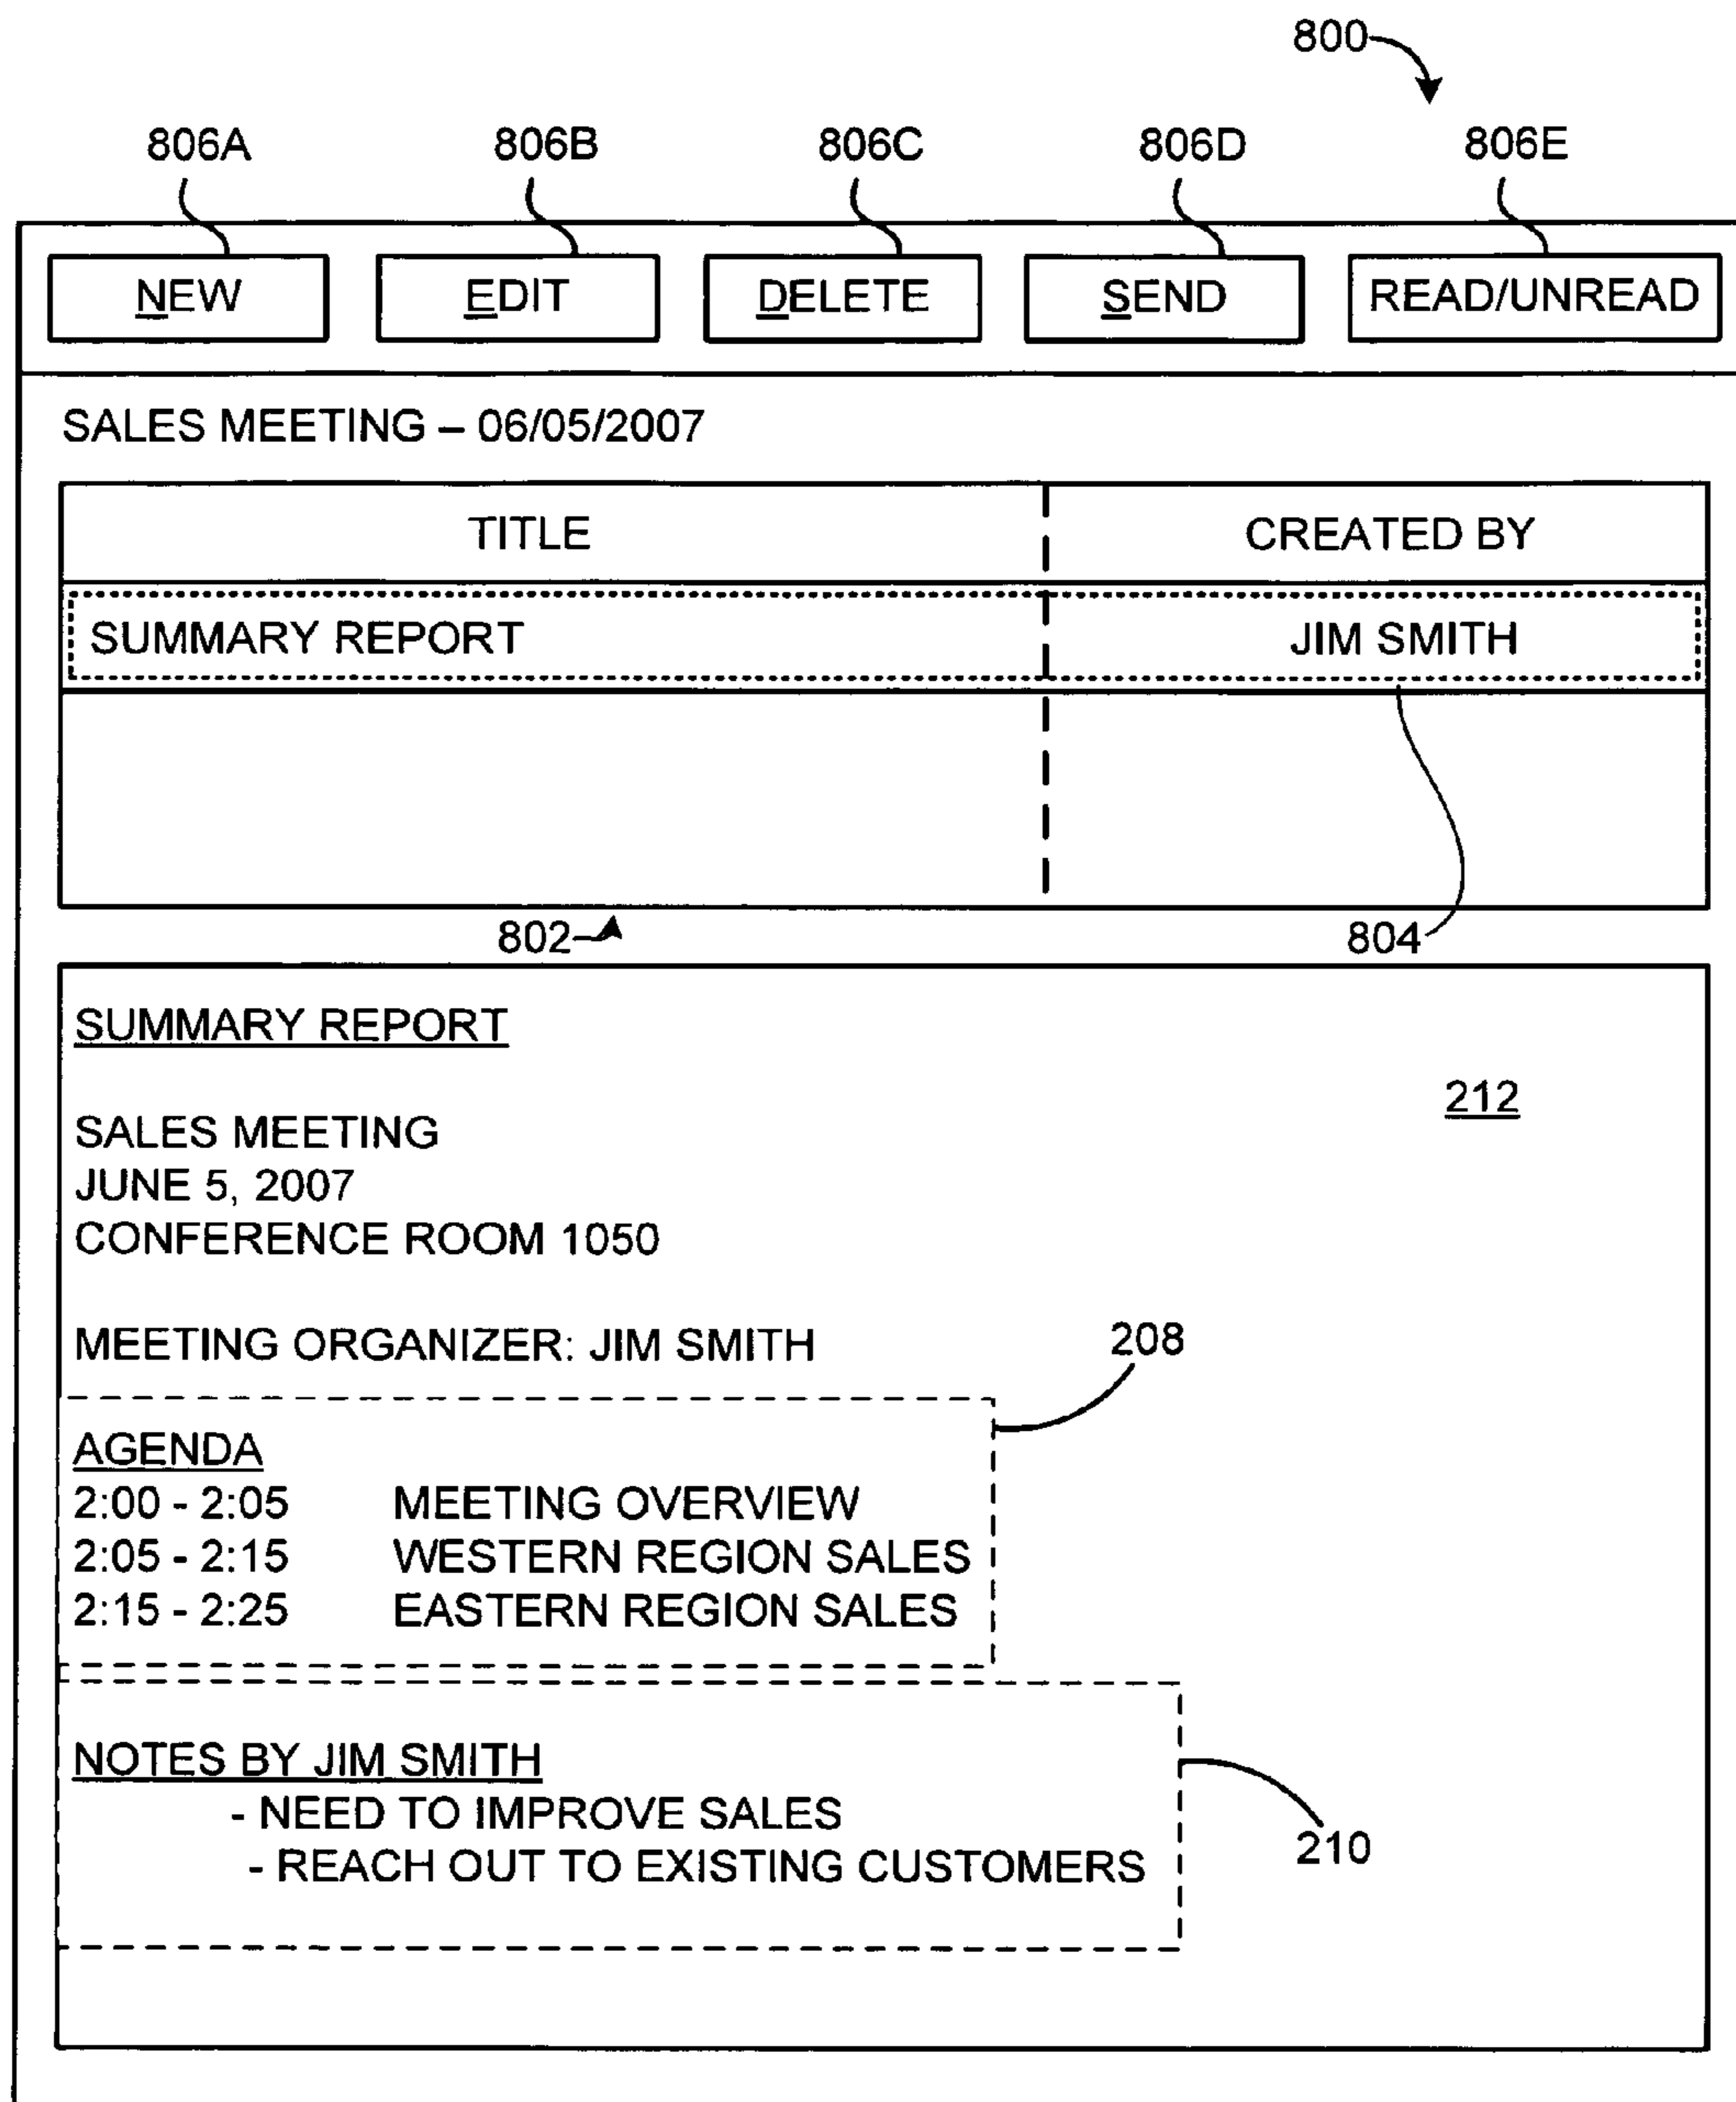 800
806A 806B 806C 806D 806E
NEW EDIT DELETE SEND READ/UNREAD
SALES MEETING – 06/05/2007
TITLE CREATED BY
SUMMARY REPORT JIM SMITH
802 804
SUMMARY REPORT
212
SALES MEETING
JUNE 5, 2007
CONFERENCE ROOM 1050
MEETING ORGANIZER: JIM SMITH 208
AGENDA
2:00 - 2:05 MEETING OVERVIEW
2:05 - 2:15 WESTERN REGION SALES
2:15 - 2:25 EASTERN REGION SALES
NOTES BY JIM SMITH
- NEED TO IMPROVE SALES
- REACH OUT TO EXISTING CUSTOMERS 210